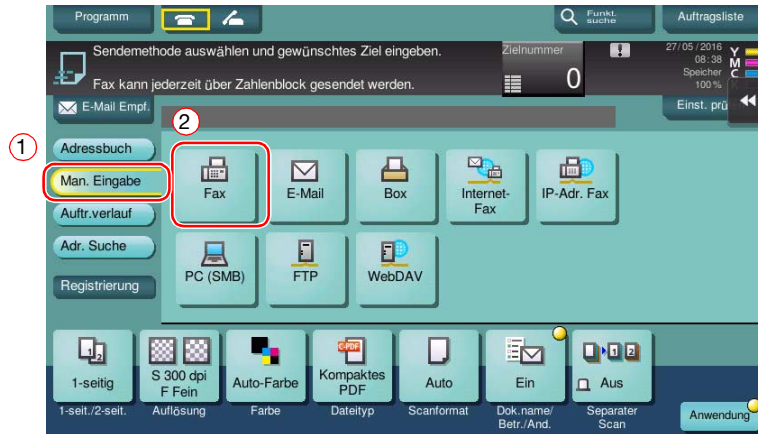 Programm
Funkt.
suche
Auftragsliste
Sendemethode auswählen und gewünschtes Ziel eingeben.
Zielnummer
27/05/2016
08:38
Speicher
100%
Y
M
C
K
Fax kann jederzeit über Zahlenblock gesendet werden.
0
E-Mail Empf.
Einst. prü
1
2
Adressbuch
Man. Eingabe
Auftr.verlauf
Adr. Suche
Registrierung
Fax
E-Mail
Box
Internet-
Fax
IP-Adr. Fax
PC (SMB)
FTP
WebDAV
1-seitig
S 300 dpi
F Fein
Auto-Farbe
C-PDF
Kompaktes
PDF
Auto
Ein
Aus
1-seit./2-seit.
Auflösung
Farbe
Dateityp
Scanformat
Dok.name/
Betr./And.
Separater
Scan
Anwendung